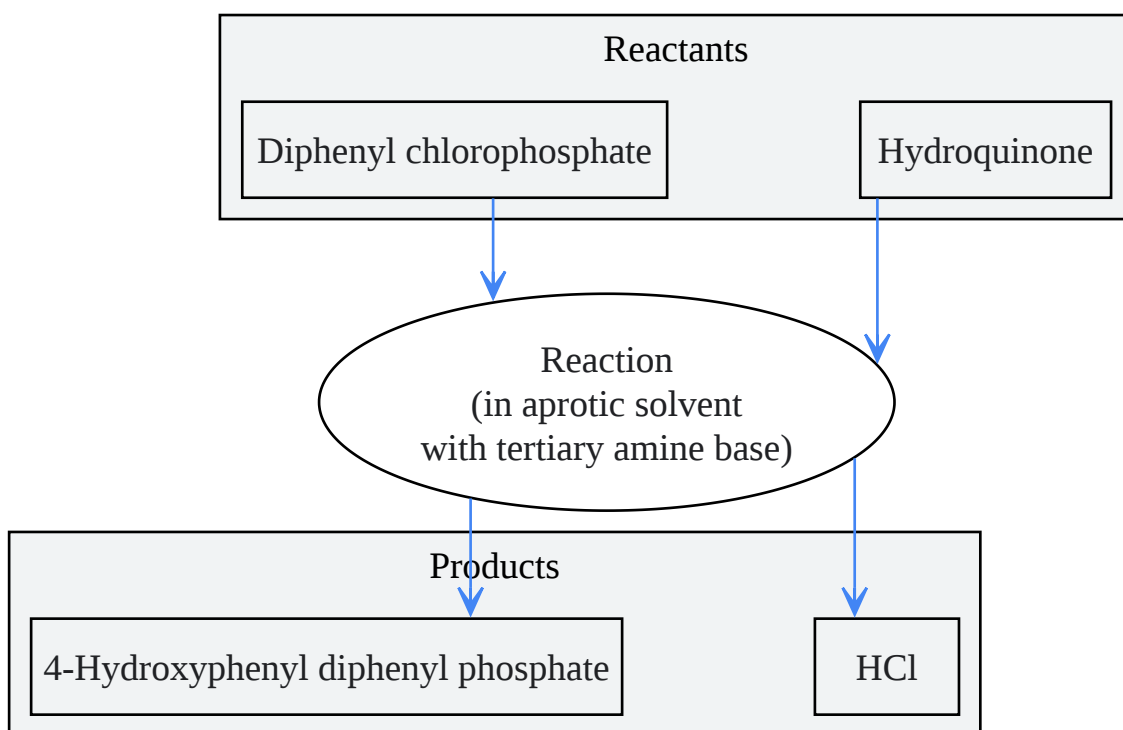 Reactants
Diphenyl chlorophosphate
Hydroquinone
Reaction
(in aprotic solvent
with tertiary amine base)
Products
4-Hydroxyphenyl diphenyl phosphate
HCl